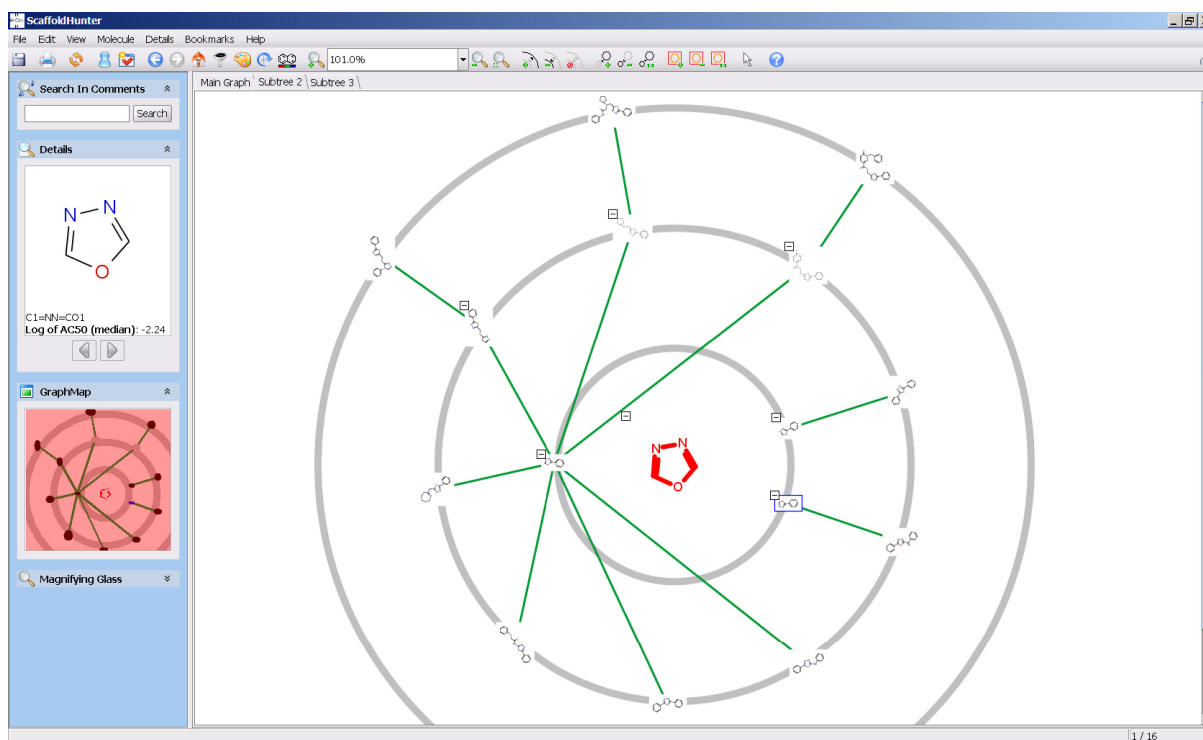 ScaffoldHunter
File Edit View Molecule Details Bookmarks Help
101.0%
Main Graph Subtree 2 Subtree 3
Search In Comments
Search
Details
N N
O
C1=NN=CO1
Log of AC50 (median): -2.24
GraphMap
Magnifying Glass
N N
O
1 / 16